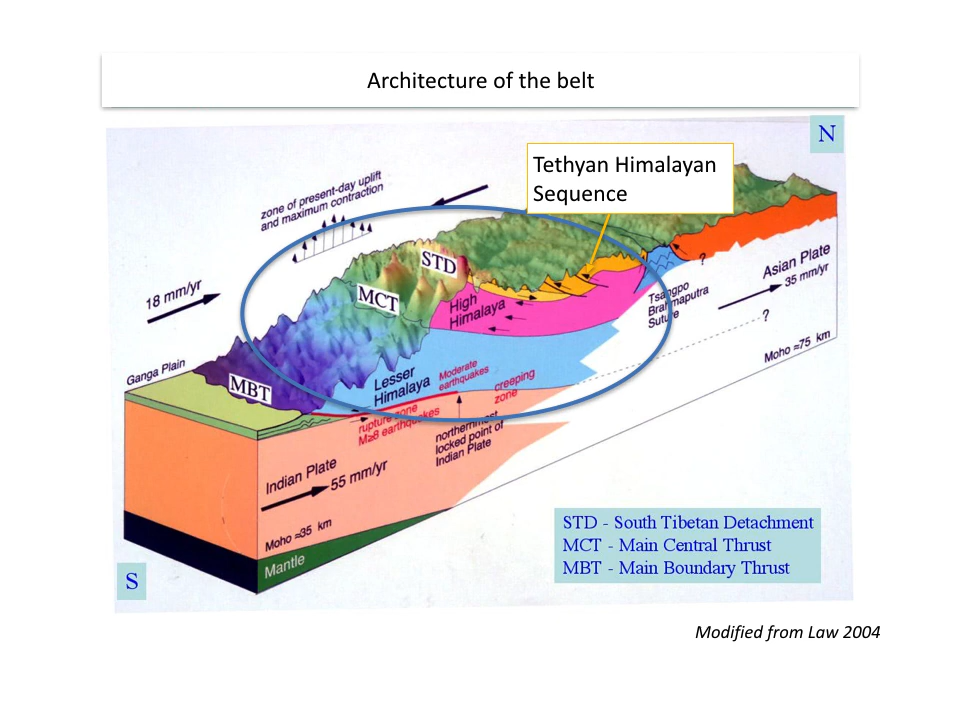 Architecture of the belt
N
Tethyan Himalayan
Sequence
zone of present-day uplift
and maximum contraction
STD
MCT
18 mm/yr
High
Himalaya
?
Asian Plate
35 mm/yr
Tsangpo
Brahmaputra
Suture
?
Moho ≈75 km
Ganga Plain
MBT
Lesser
Himalaya
Moderate
earthquakes
creeping
zone
rupture zone
M≥8 earthquakes
northernmost
locked point of
Indian Plate
Indian Plate
55 mm/yr
Moho ≈35 km
Mantle
STD - South Tibetan Detachment
MCT - Main Central Thrust
MBT - Main Boundary Thrust
S
Modified from Law 2004